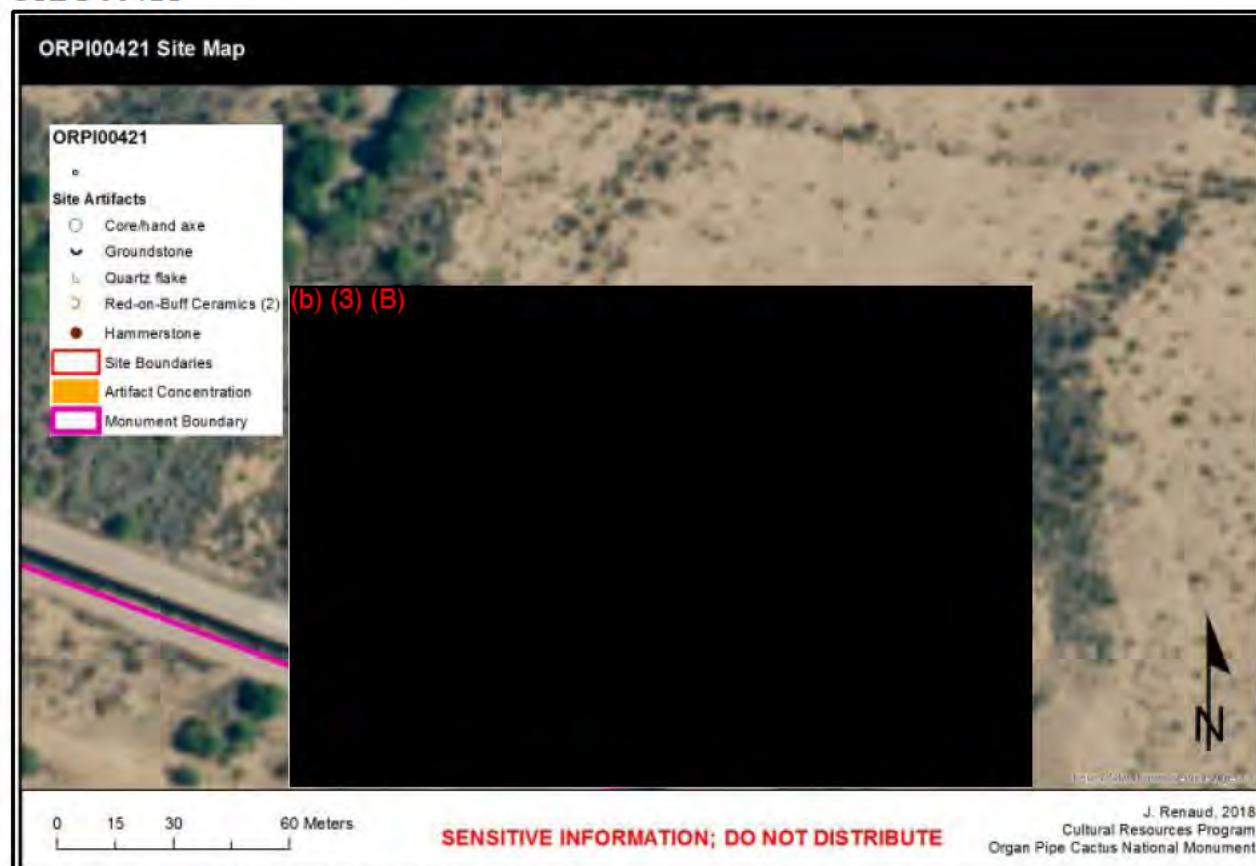 ORPI00421 Site Map
ORPI00421
Site Artifacts
Core/hand axe
Groundstone
Quartz flake
Red-on-Buff Ceramics (2)
Hammerstone
Site Boundaries
Artifact Concentration
Monument Boundary
(b) (3) (B)
N
0 15 30 60 Meters
SENSITIVE INFORMATION; DO NOT DISTRIBUTE
J. Renaud, 2018
Cultural Resources Program
Organ Pipe Cactus National Monument